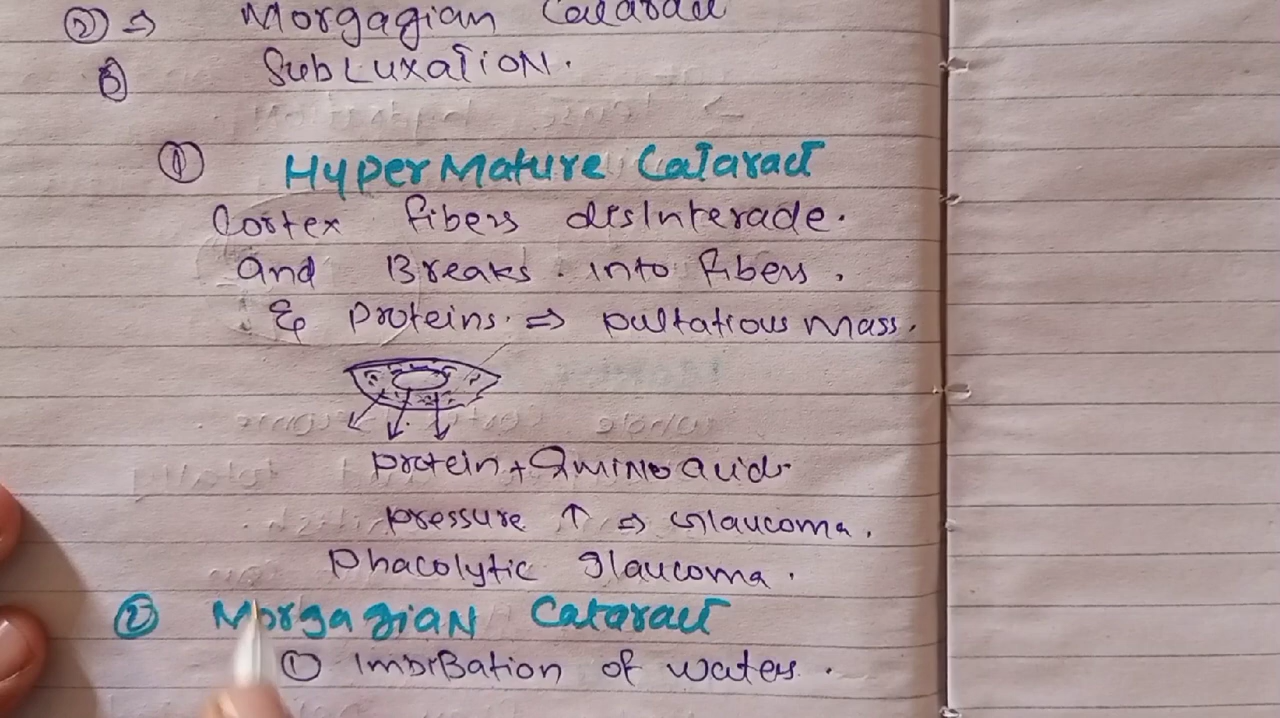 ② ⇒ Morgagian Cataract
③ SubLuxation.
① HyperMature Cataract
Cortex fibers disInterade.
And Breaks into fibers.
& proteins. ⇒ pultatious mass.
protein + Amino acid
pressure ↑ ⇒ Glaucoma.
Phacolytic glaucoma.
② Morgagian Cataract
① ImbiBation of waters.